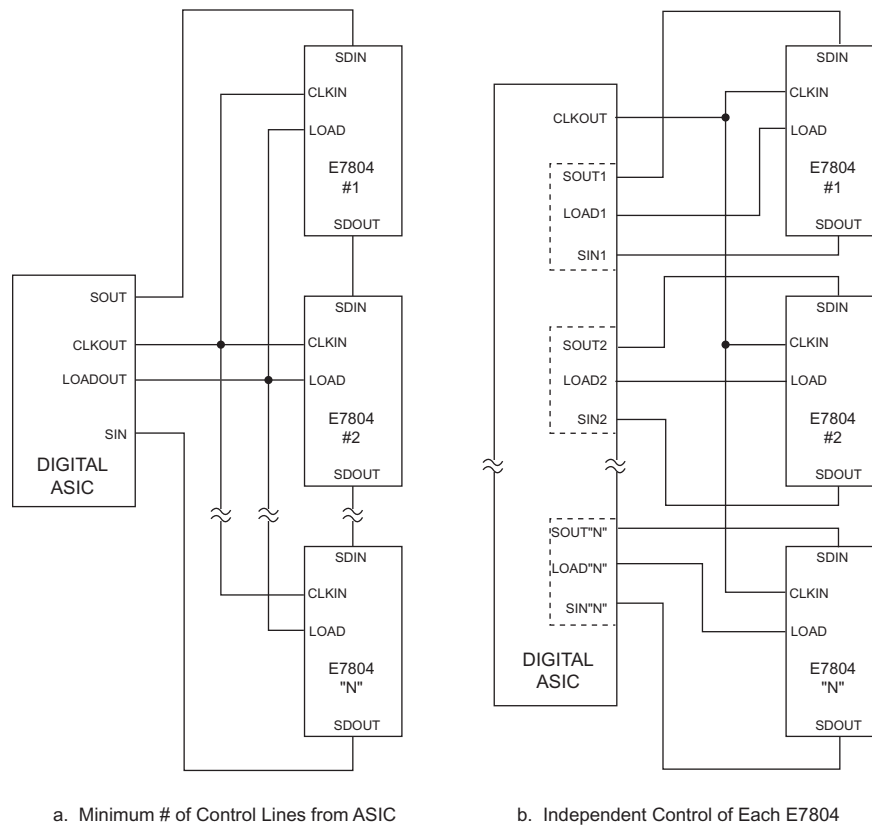 SDIN
CLKIN
LOAD
E7804
#1
SDOUT
SOUT
CLKOUT
LOADOUT
SIN
DIGITAL
ASIC
SDIN
CLKIN
LOAD
E7804
#2
SDOUT
SDIN
CLKIN
LOAD
E7804
"N"
SDOUT
a. Minimum # of Control Lines from ASIC
CLKOUT
SOUT1
LOAD1
SIN1
SOUT2
LOAD2
SIN2
SOUT"N"
LOAD"N"
SIN"N"
DIGITAL
ASIC
SDIN
CLKIN
LOAD
E7804
#1
SDOUT
SDIN
CLKIN
LOAD
E7804
#2
SDOUT
SDIN
CLKIN
LOAD
E7804
"N"
SDOUT
b. Independent Control of Each E7804